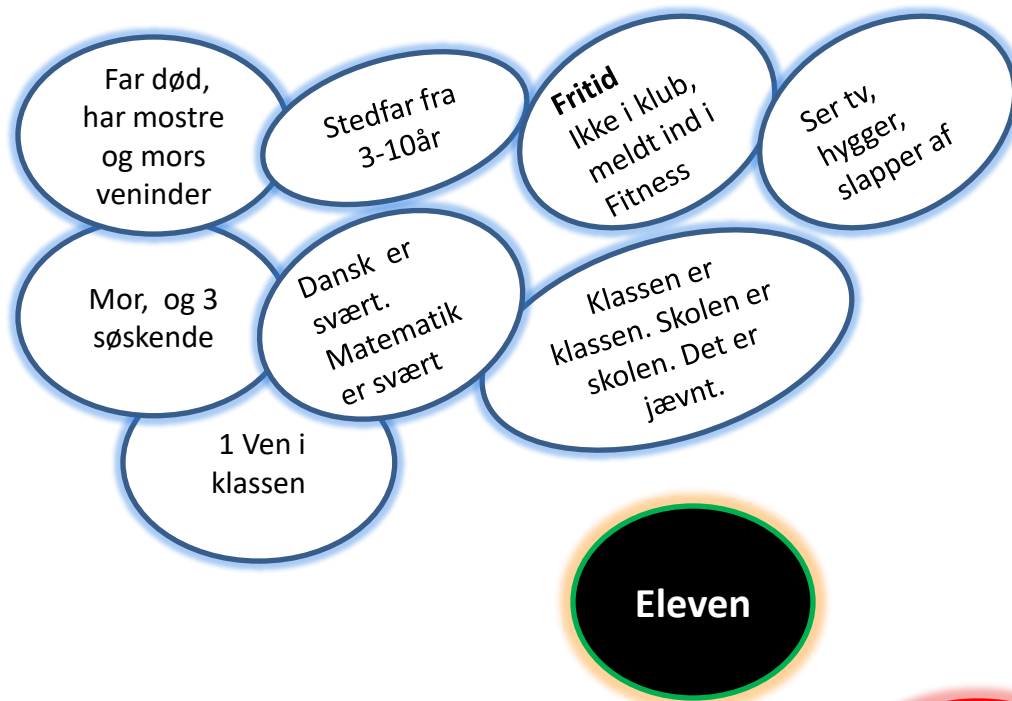 Far død,
har mostre
og mors
veninder
Stedfar fra
3-10år
Fritid
Ikke i klub,
meldt ind i
Fitness
Ser tv,
hygger,
slapper af
Mor, og 3
søskende
Dansk er
svært.
Matematik
er svært
Klassen er
klassen. Skolen er
skolen. Det er
jævnt.
1 Ven i
klassen
Eleven